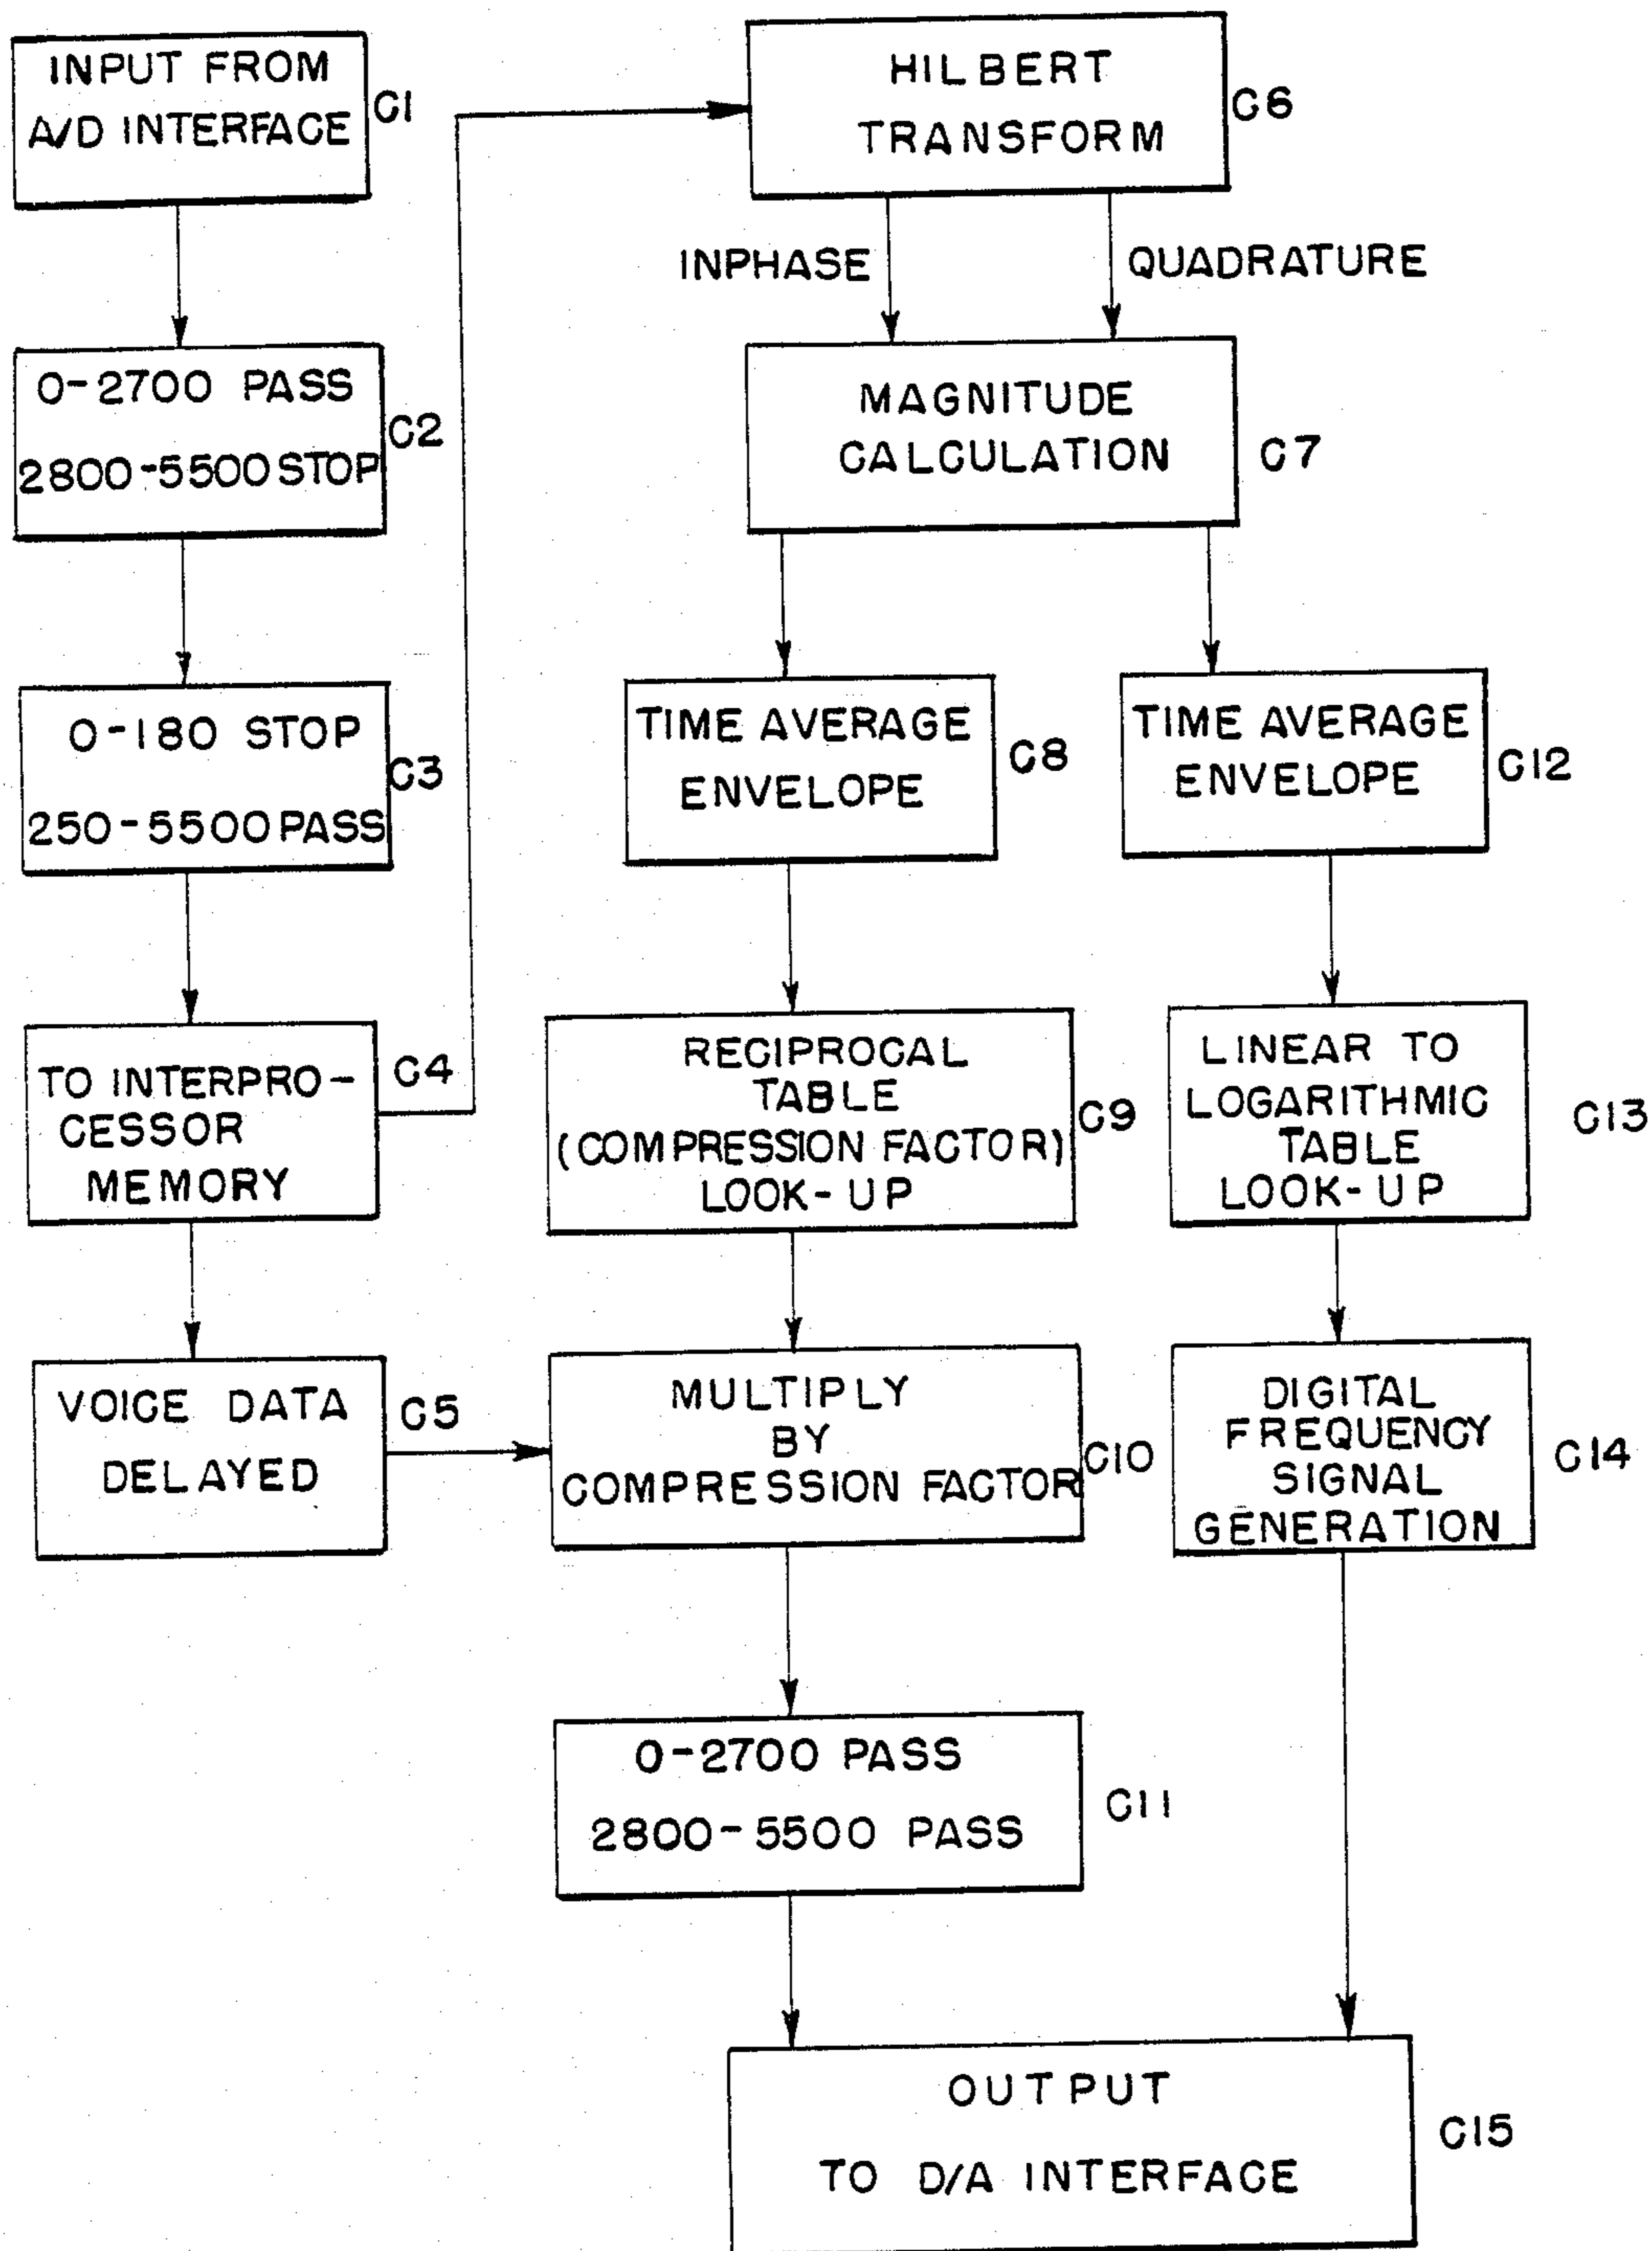 INPUT FROM
A/D INTERFACE
C1
0-2700 PASS
2800-5500 STOP
C2
0-180 STOP
250-5500 PASS
C3
TO INTERPRO-
CESSOR
MEMORY
C4
VOICE DATA
DELAYED
C5
HILBERT
TRANSFORM
C6
INPHASE
QUADRATURE
MAGNITUDE
CALCULATION
C7
TIME AVERAGE
ENVELOPE
C8
RECIPROCAL
TABLE
(COMPRESSION FACTOR)
LOOK-UP
C9
MULTIPLY
BY
COMPRESSION FACTOR
C10
0-2700 PASS
2800-5500 PASS
C11
TIME AVERAGE
ENVELOPE
C12
LINEAR TO
LOGARITHMIC
TABLE
LOOK-UP
C13
DIGITAL
FREQUENCY
SIGNAL
GENERATION
C14
OUTPUT
TO D/A INTERFACE
C15